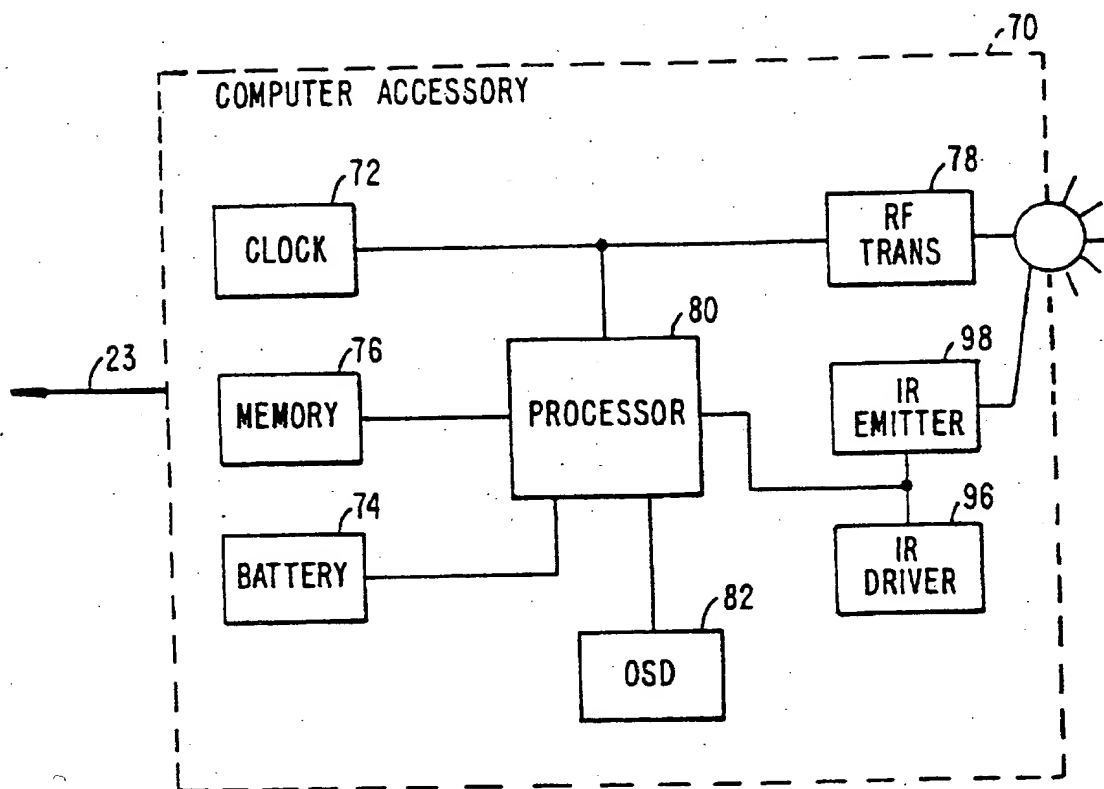 70
COMPUTER ACCESSORY
72
CLOCK
78
RF
TRANS
80
PROCESSOR
23
76
MEMORY
98
IR
EMITTER
74
BATTERY
96
IR
DRIVER
82
OSD